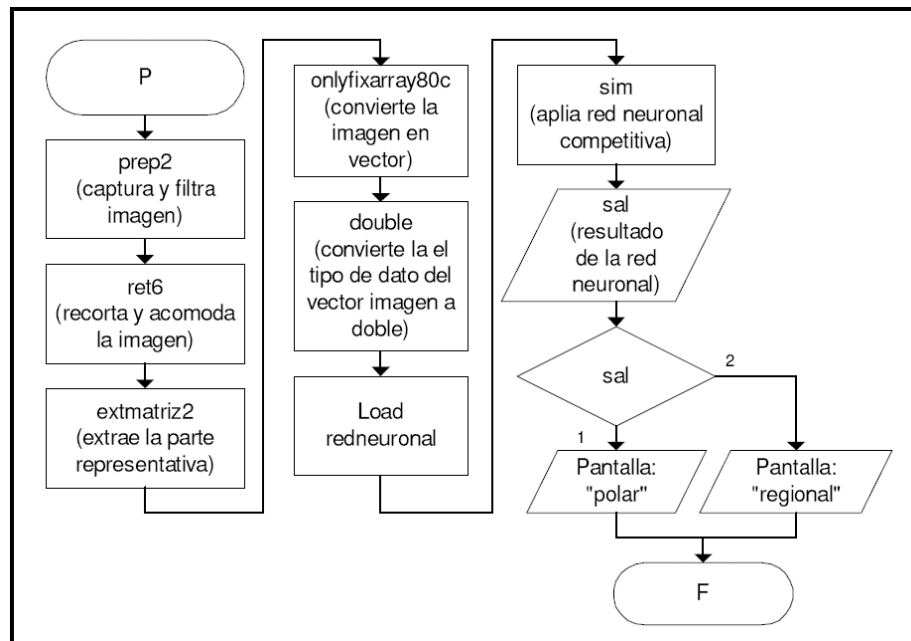 P
prep2
(captura y filtra
imagen)
ret6
(recorta y acomoda
la imagen)
extmatriz2
(extrae la parte
representativa)
onlyfixarray80c
(convierte la
imagen en
vector)
double
(convierte la el
tipo de dato del
vector imagen a
doble)
Load
redneuronal
sim
(aplia red neuronal
competitiva)
sal
(resultado
de la red
neuronal)
sal
2
1
Pantalla:
"polar"
Pantalla:
"regional"
F